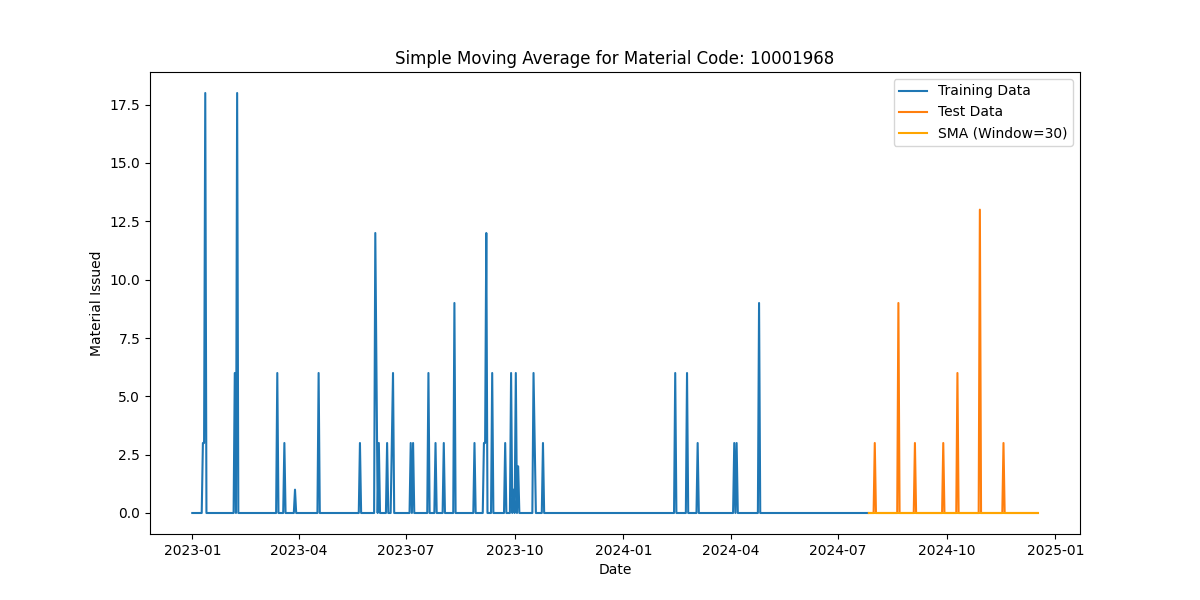 Simple Moving Average for Material Code: 10001968
Training Data
Test Data
SMA (Window=30)
Material Issued
17.5
15.0
12.5
10.0
7.5
5.0
2.5
0.0
2023-01 2023-04 2023-07 2023-10 2024-01 2024-04 2024-07 2024-10 2025-01
Date